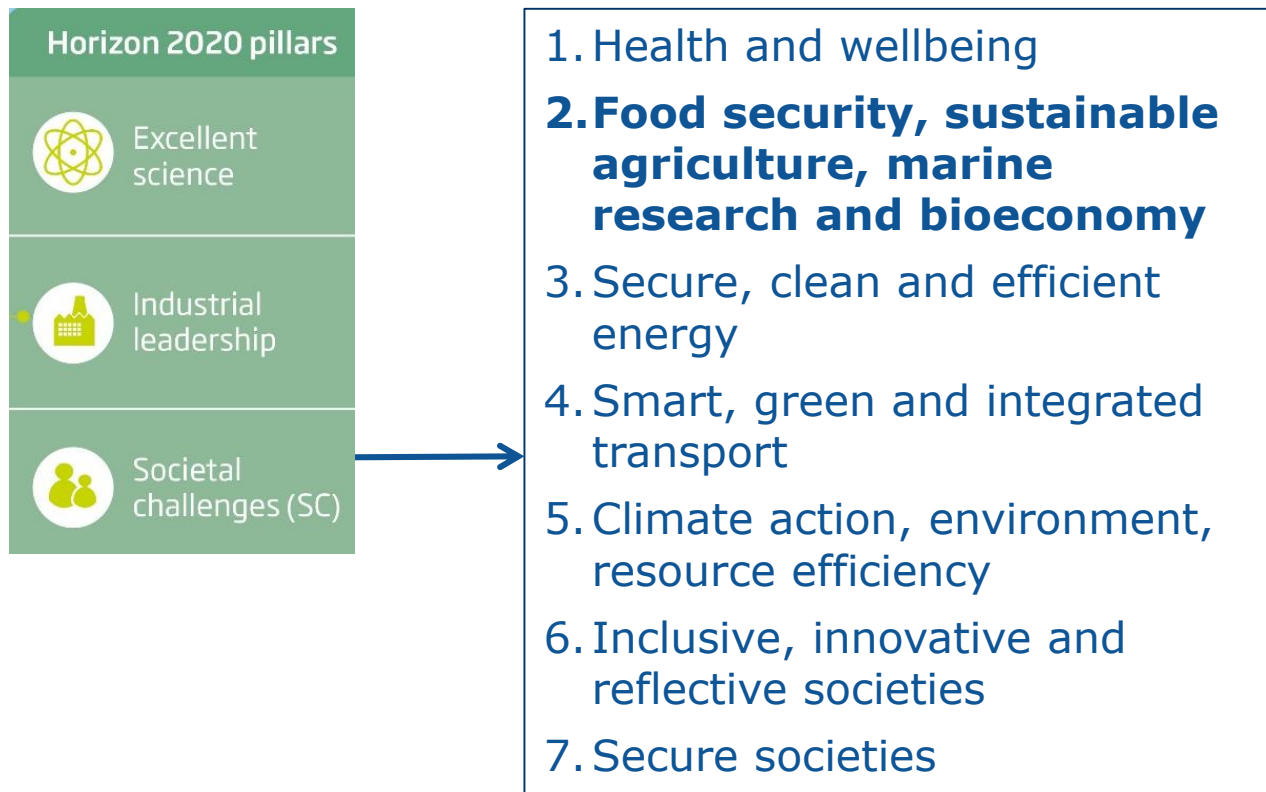 Horizon 2020 pillars
Excellent
science
Industrial
leadership
Societal
challenges (SC)
1. Health and wellbeing
2. Food security, sustainable
agriculture, marine
research and bioeconomy
3. Secure, clean and efficient
energy
4. Smart, green and integrated
transport
5. Climate action, environment,
resource efficiency
6. Inclusive, innovative and
reflective societies
7. Secure societies